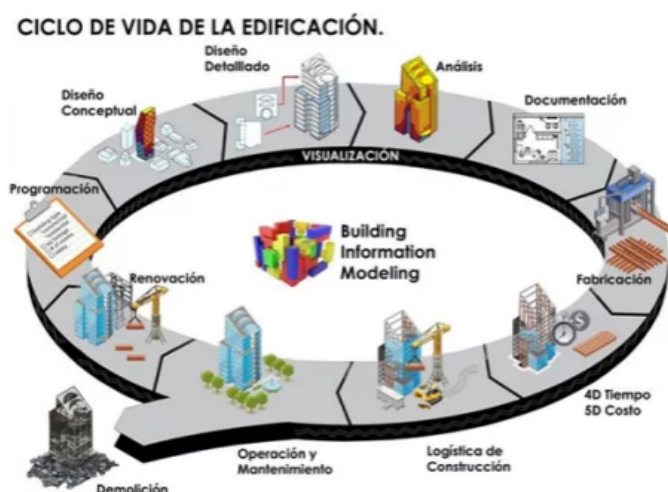 CICLO DE VIDA DE LA EDIFICACIÓN.
Diseño
Detalllado
Análisis
Diseño
Conceptual
Documentación
VISUALIZACIÓN
Programación
Building
Information
Modeling
Renovación
Fabricación
4D Tiempo
5D Costo
Operación y
Mantenimiento
Logística de
Construcción
Demolición